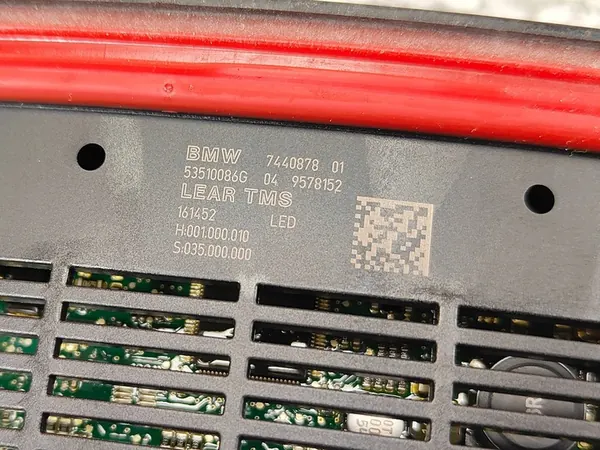 BMW 7440878 01
53510086G 04 9578152
LEAR TMS
161452 LED
H:001.000.010
S:035.000.000